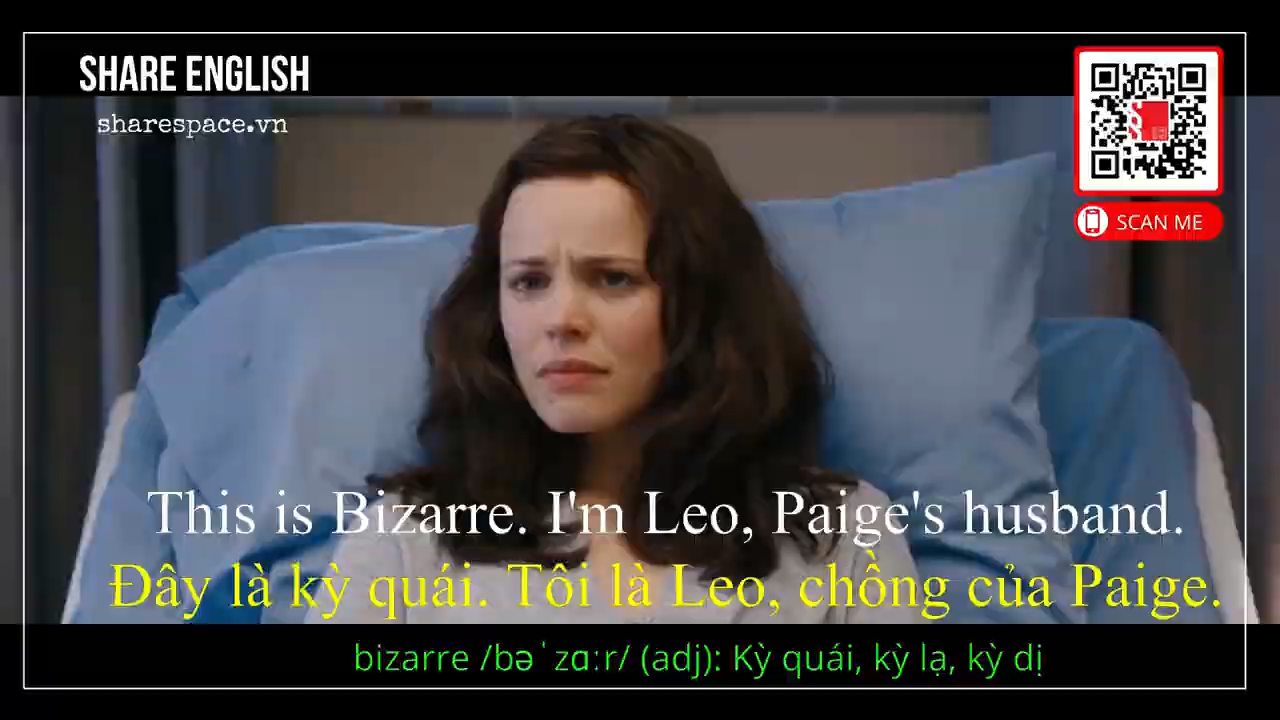 SHARE ENGLISH
sharespace.vn
SCAN ME
This is Bizarre. I'm Leo, Paige's husband.
Đây là kỳ quái. Tôi là Leo, chồng của Paige.
bizarre /bəˈzɑːr/ (adj): Kỳ quái, kỳ lạ, kỳ dị